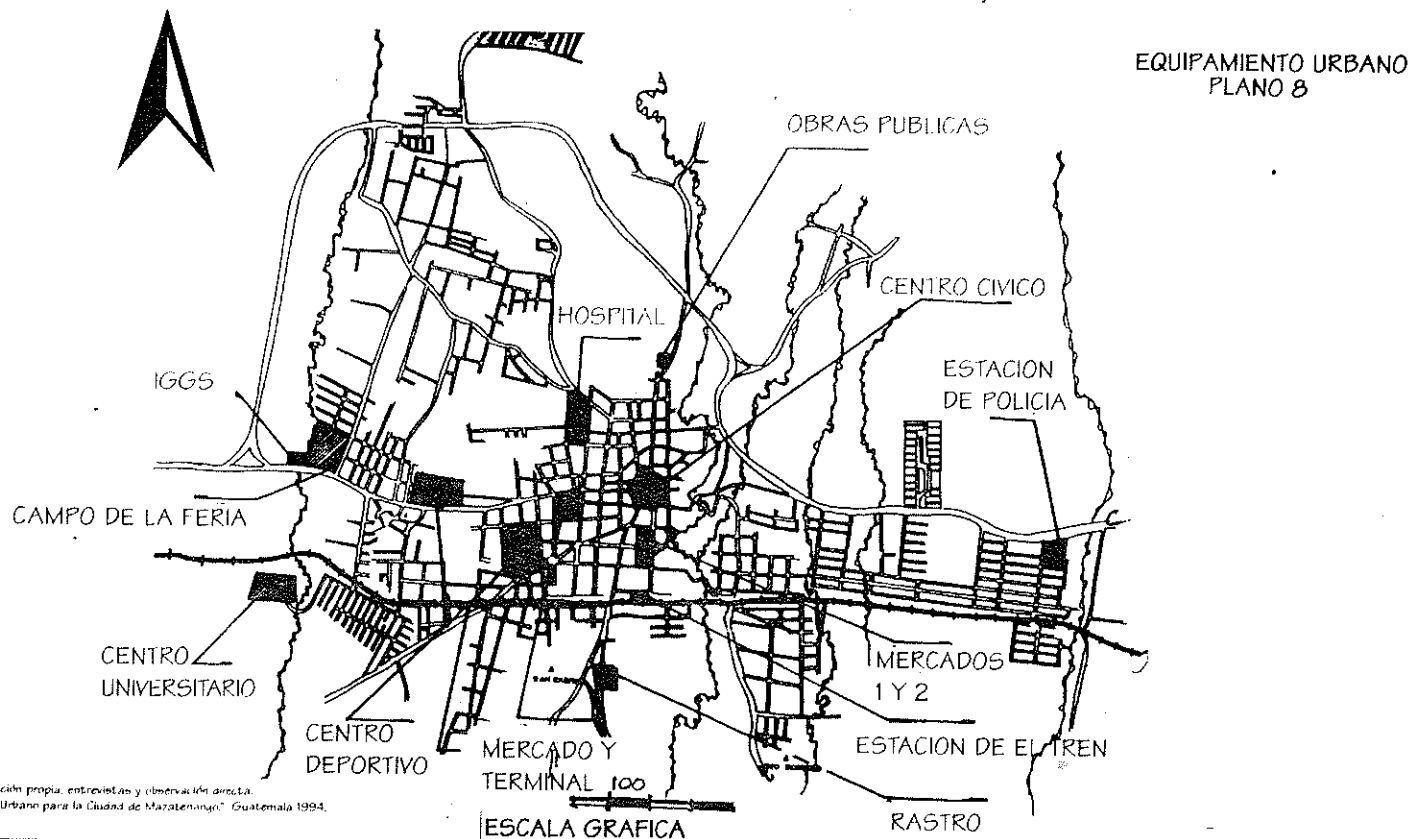 EQUIPAMIENTO URBANO
PLANO 8
OBRAS PUBLICAS
CENTRO CIVICO
HOSPITAL
ESTACION
DE POLICIA
IGGS
CAMPO DE LA FERIA
CENTRO
UNIVERSITARIO
CENTRO
DEPORTIVO
MERCADO Y
TERMINAL
MERCADOS
1 Y 2
ESTACION DE EL TREN
RASTRO
100
ESCALA GRAFICA
ción propia, entrevistas y observación directa.
Urbano para la Ciudad de Mazatenango." Guatemala 1994.